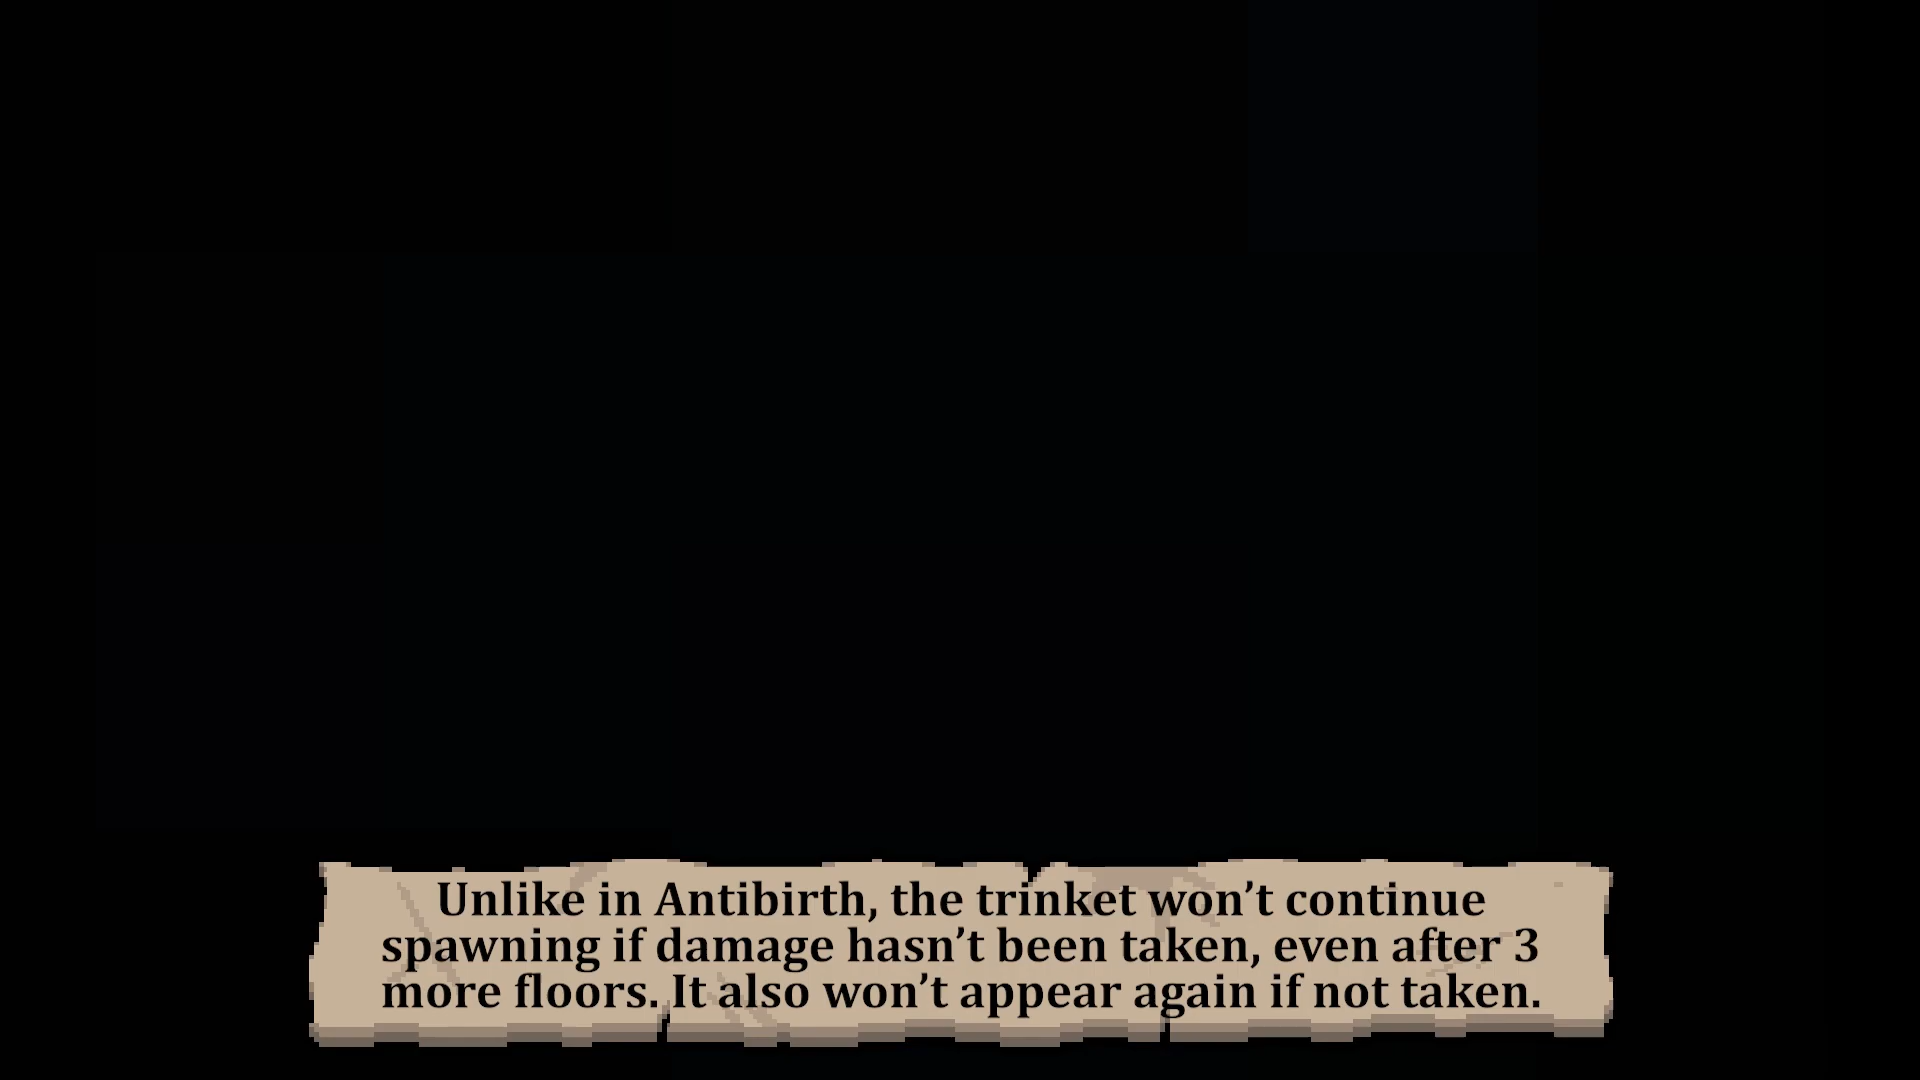 Unlike in Antibirth, the trinket won’t continue
spawning if damage hasn’t been taken, even after 3
more floors. It also won’t appear again if not taken.